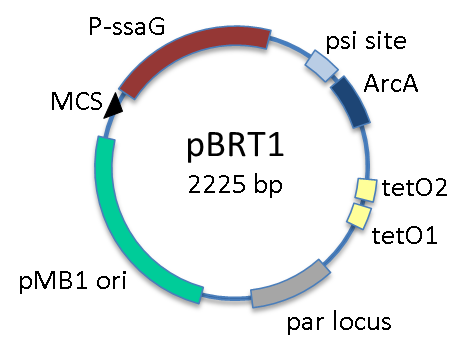 P-ssaG
psi site
ArcA
MCS
pBRT1
2225 bp
tetO2
tetO1
pMB1 ori
par locus